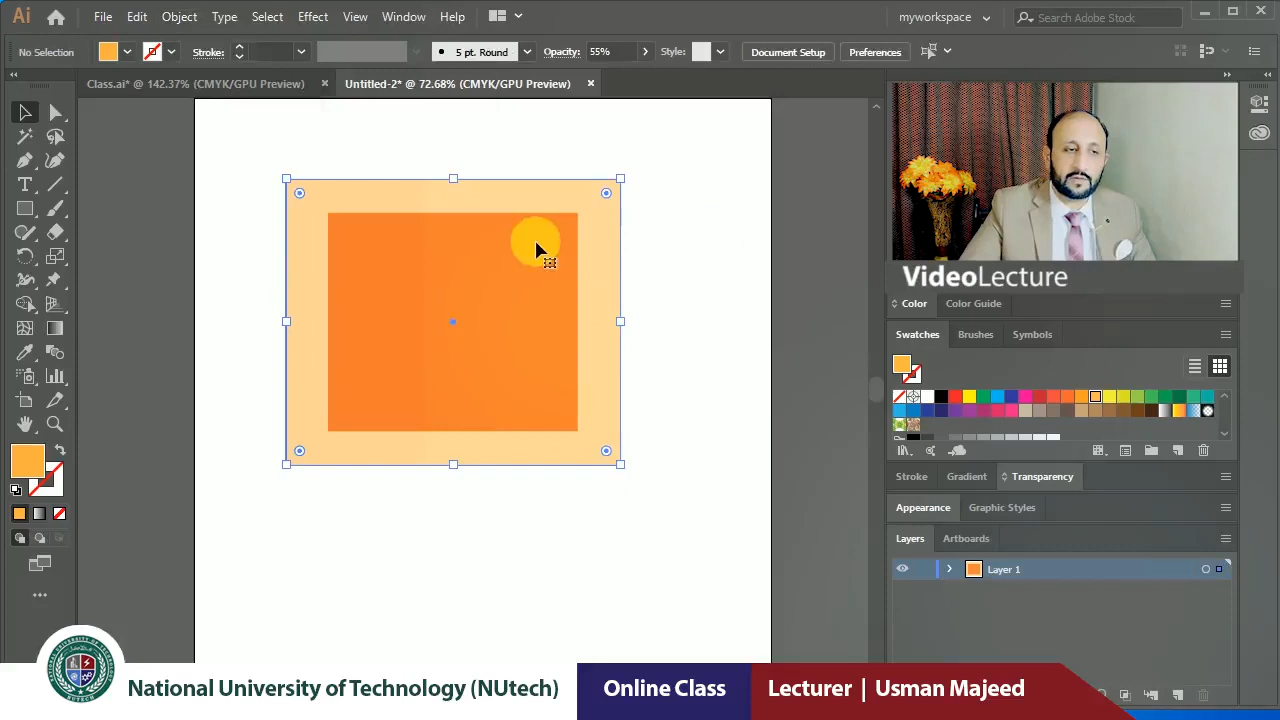 Ai File Edit Object Type Select Effect View Window Help myworkspace Search Adobe Stock
No Selection Stroke: 5 pt. Round Opacity: 55% Style: Document Setup Preferences
Class.ai* @ 142.37% (CMYK/GPU Preview) Untitled-2* @ 72.68% (CMYK/GPU Preview)
VideoLecture
Color Color Guide
Swatches Brushes Symbols
Stroke Gradient Transparency
Appearance Graphic Styles
Layers Artboards
Layer 1
National University of Technology (NUtech) Online Class Lecturer | Usman Majeed